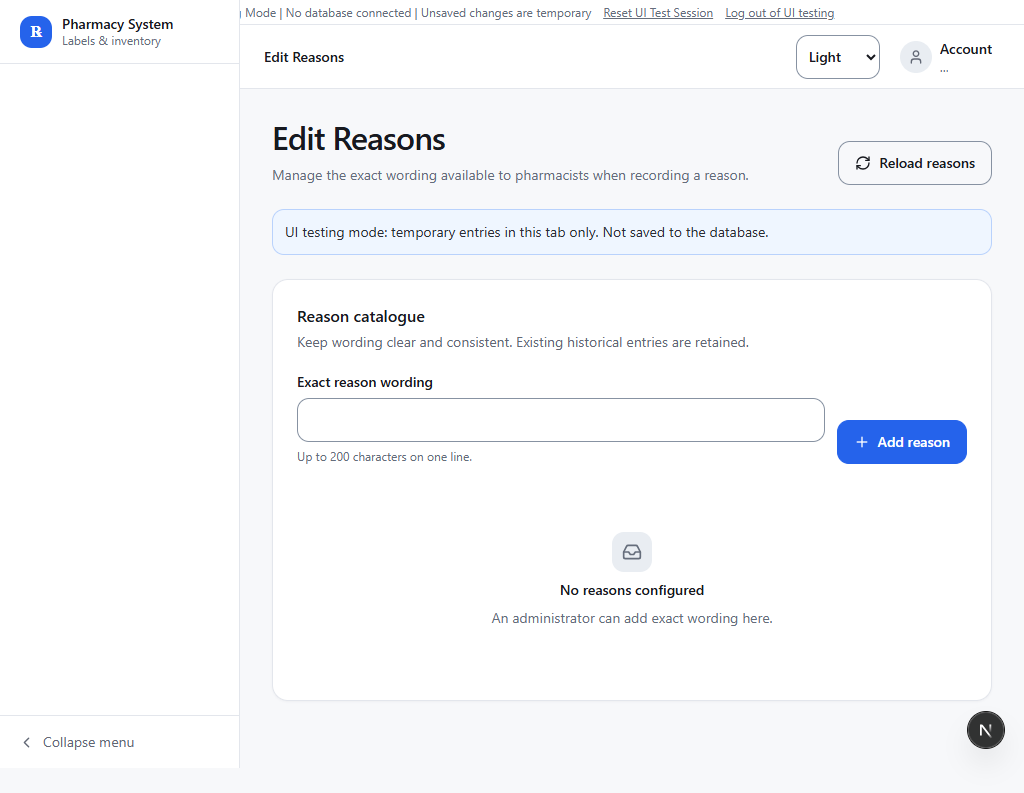 Pharmacy System
Labels & inventory
Mode | No database connected | Unsaved changes are temporary Reset UI Test Session Log out of UI testing
Edit Reasons
Light
Account
...
Edit Reasons
Manage the exact wording available to pharmacists when recording a reason.
Reload reasons
UI testing mode: temporary entries in this tab only. Not saved to the database.
Reason catalogue
Keep wording clear and consistent. Existing historical entries are retained.
Exact reason wording
Up to 200 characters on one line.
+ Add reason
No reasons configured
An administrator can add exact wording here.
Collapse menu
N